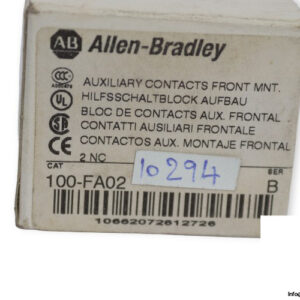 AB Allen-Bradley
AUXILIARY CONTACTS FRONT MNT.
HILFSSCHALTBLOCK AUFBAU
BLOC DE CONTACTS AUX. FRONTAL
CONTATTI AUSILIARI FRONTALE
CONTACTOS AUX. MONTAJE FRONTAL
2 NC
CAT SER
100-FA02 10294 B
10662072612726